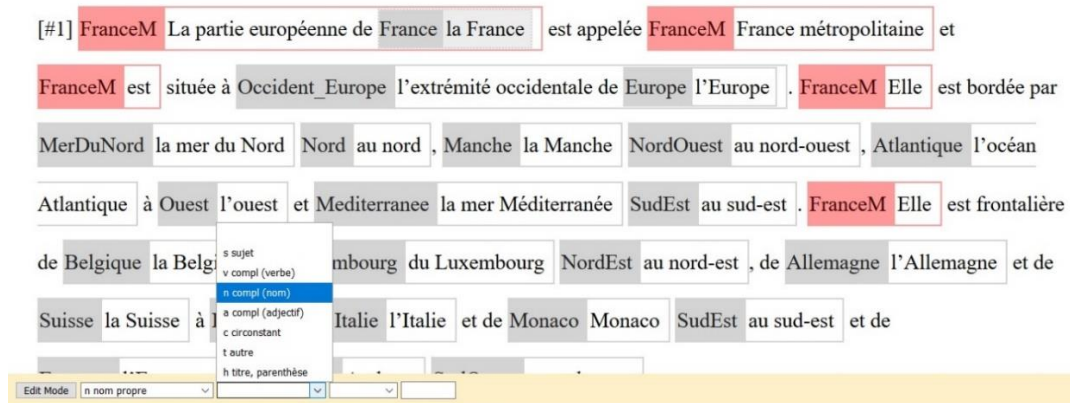 [#1] FranceM La partie européenne de France la France est appelée FranceM France métropolitaine et
FranceM est située à Occident_Europe l’extrémité occidentale de Europe l’Europe . FranceM Elle est bordée par
MerDuNord la mer du Nord Nord au nord , Manche la Manche NordOuest au nord-ouest , Atlantique l’océan
Atlantique à Ouest l’ouest et Mediterranee la mer Méditerranée SudEst au sud-est . FranceM Elle est frontalière
s sujet
de Belgique la mbourg du Luxembourg NordEst au nord-est , de Allemagne l’Allemagne et de
v compl (verbe)
n compl (nom)
Suisse la Suisse à Italie l’Italie et de Monaco Monaco SudEst au sud-est et de
a compl (adjectif)
c circonstant
t autre
h titre, parenthèse
Edit Mode n nom propre